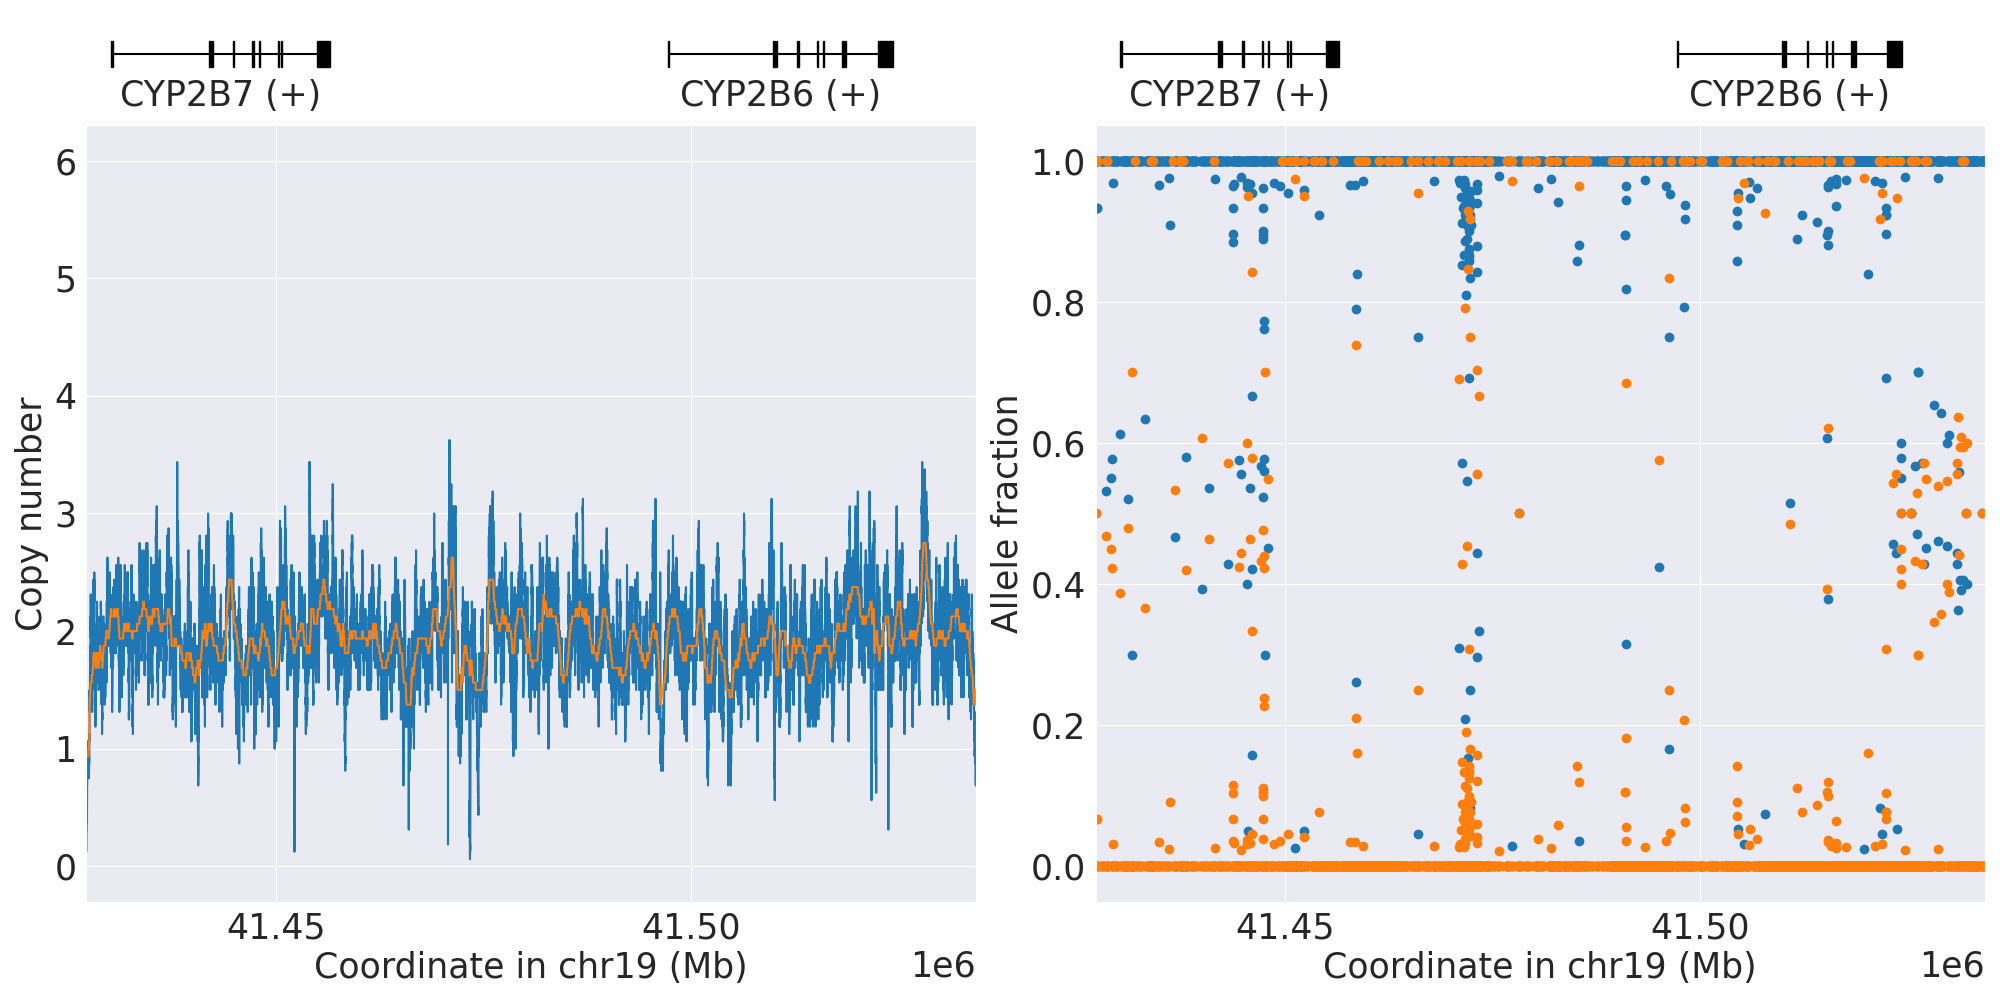 CYP2B7 (+)
CYP2B6 (+)
6
5
4
3
2
1
0
Copy number
41.45
41.50
Coordinate in chr19 (Mb)
1e6
CYP2B7 (+)
CYP2B6 (+)
1.0
0.8
0.6
0.4
0.2
0.0
Allele fraction
41.45
41.50
Coordinate in chr19 (Mb)
1e6